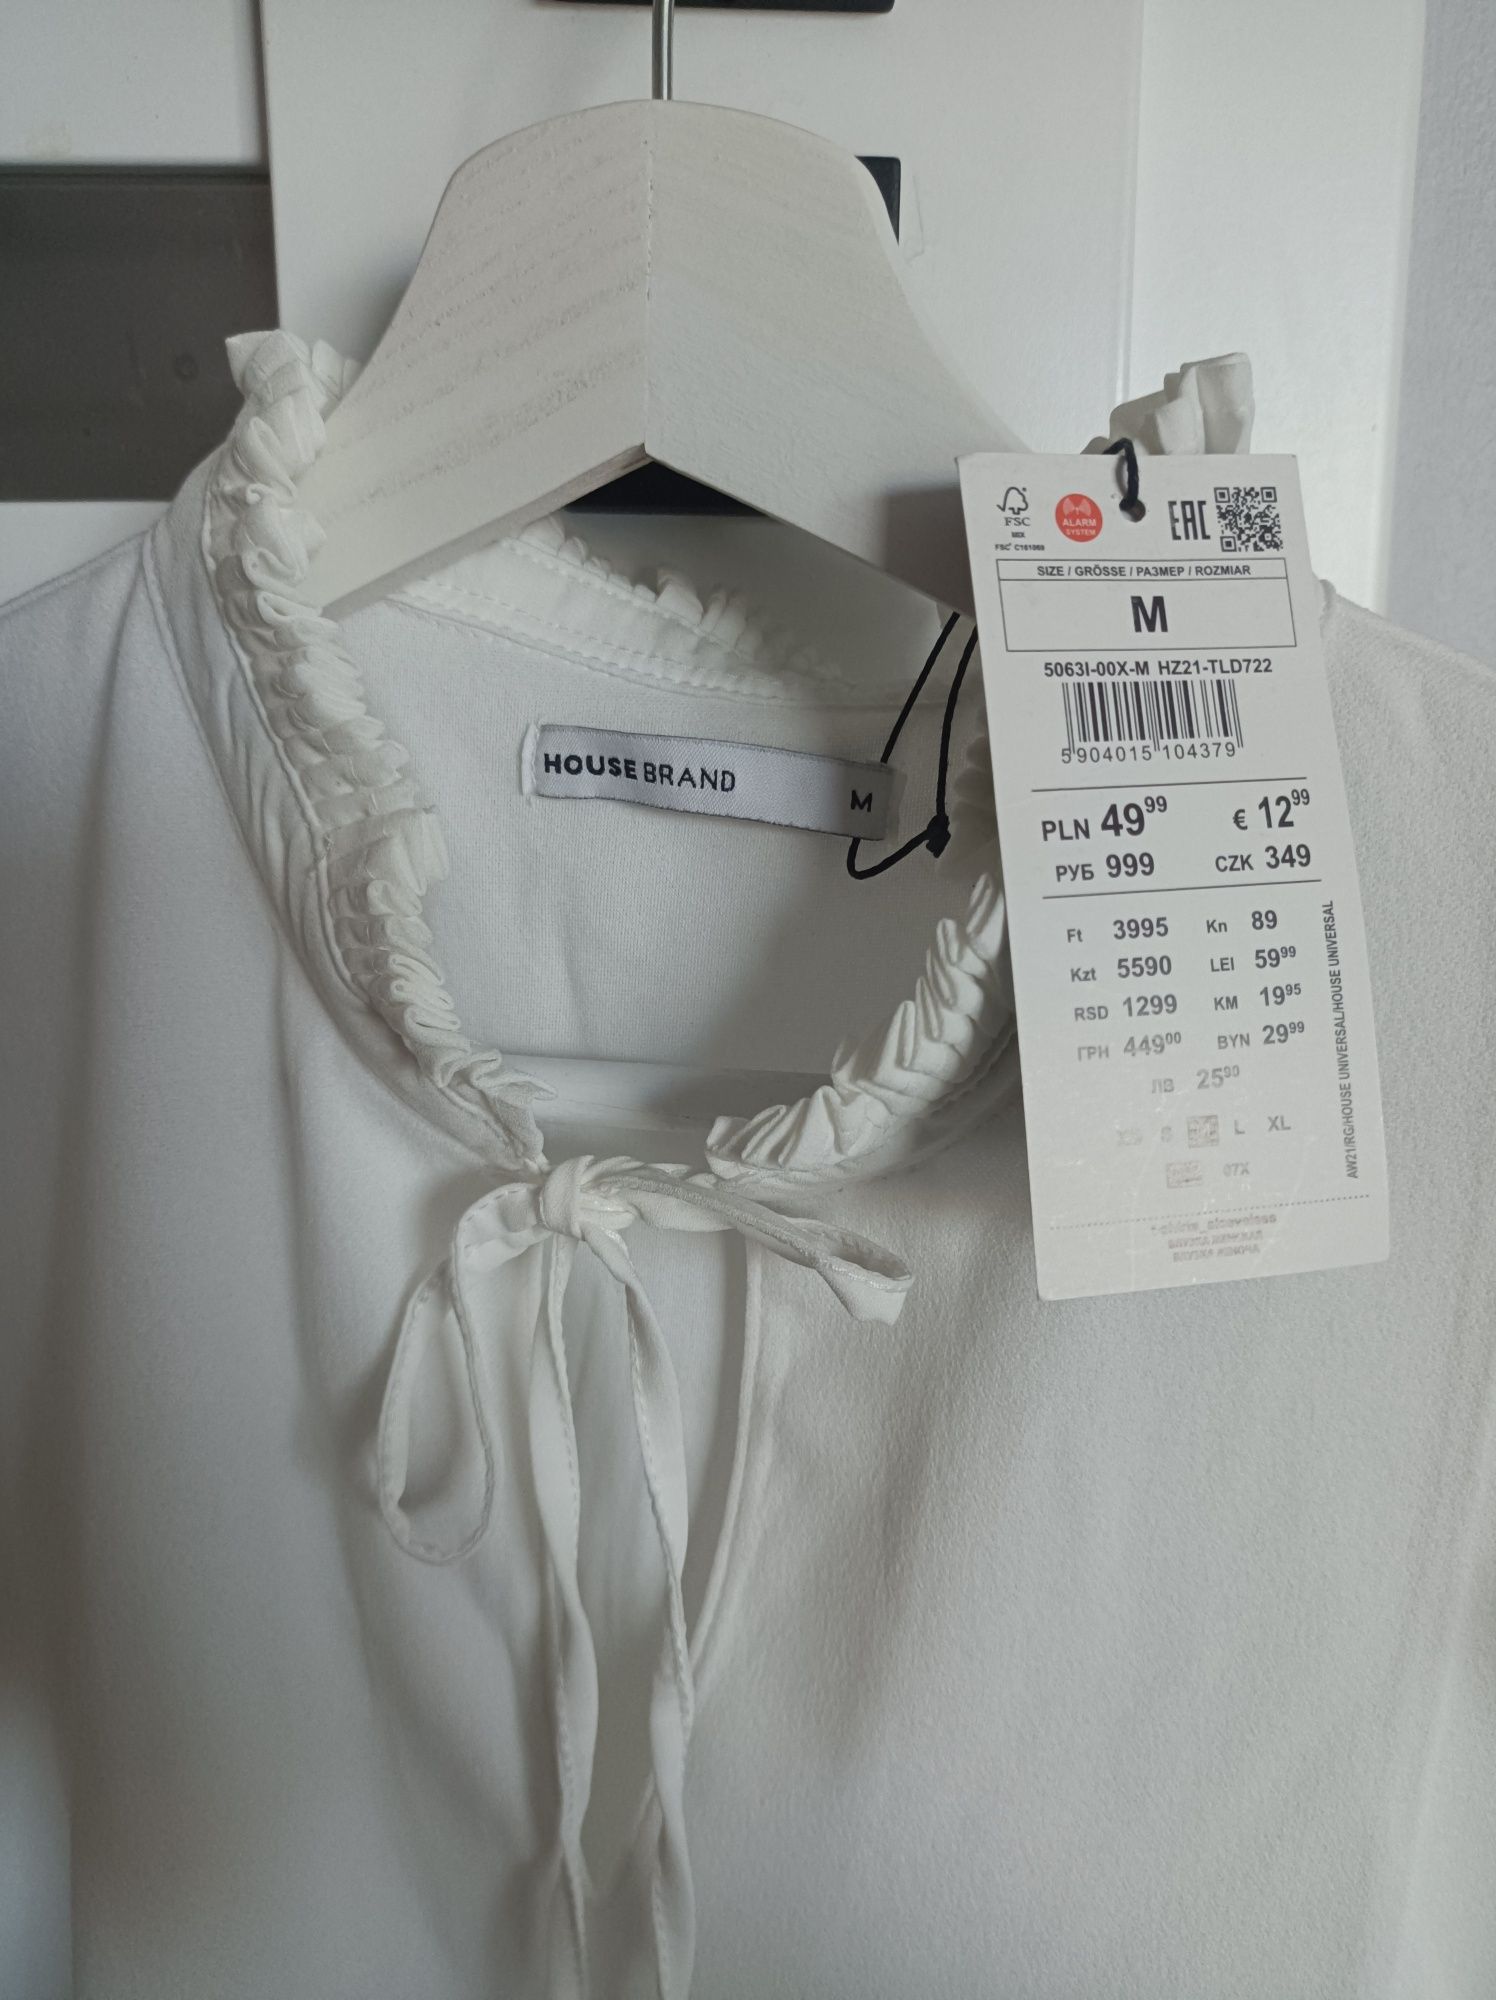 FSC
MIX
FSC® C161069
ALARM
SYSTEM
EAC
SIZE / GRÖSSE / РАЗМЕР / ROZMIAR
M
5063I-00X-M HZ21-TLD722
5 904015 104379
PLN 49⁹⁹ € 12⁹⁹
РУБ 999 CZK 349
Ft 3995 Kn 89
Kzt 5590 LEI 59⁹⁹
RSD 1299 KM 19⁹⁵
ГРН 449⁰⁰ BYN 29⁹⁹
ЛВ 25⁹⁰
XS S L XL
07X
AW21/RG/HOUSE UNIVERSAL/HOUSE UNIVERSAL
HOUSE BRAND
M